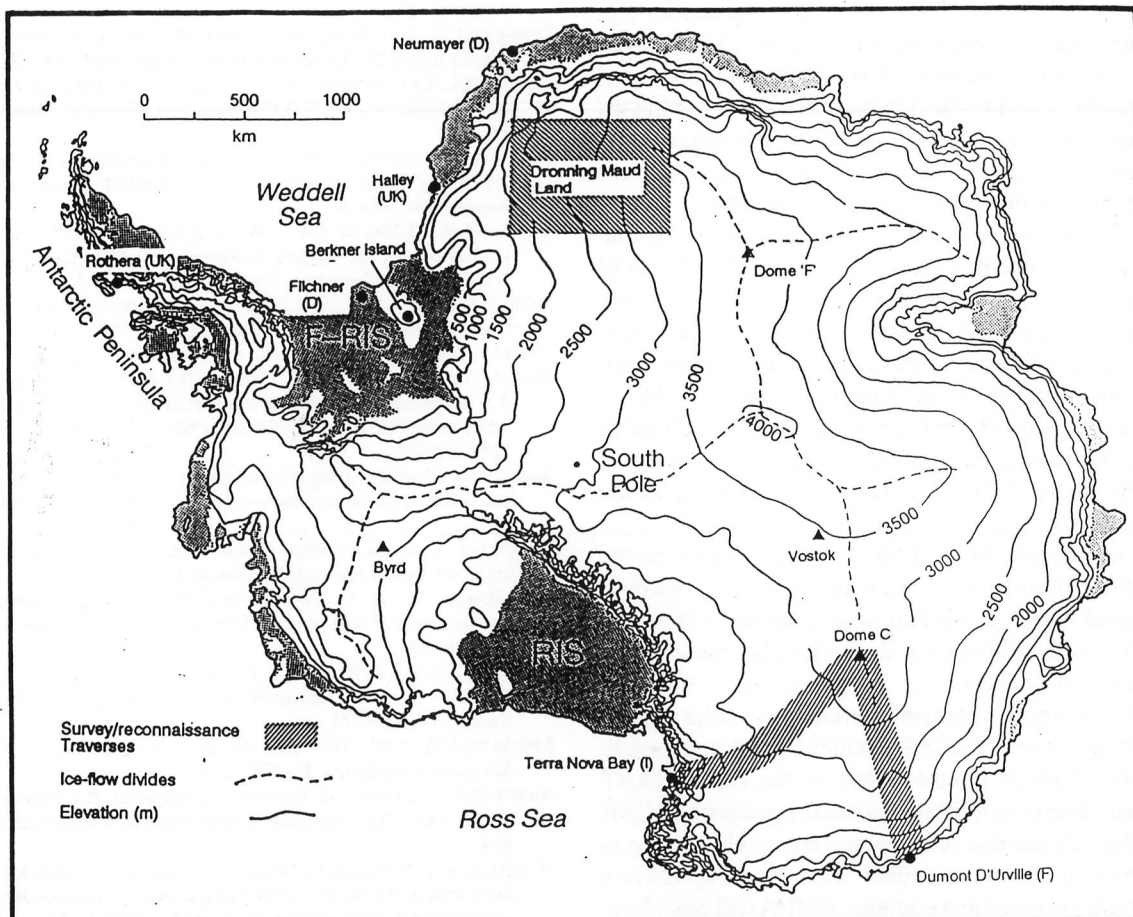 Neumayer (D)
0 500 1000
km
Weddell
Sea
Halley
(UK)
Dronning Maud
Land
Berkner Island
Rothera (UK)
Filchner
(D)
Dome 'F'
F–RIS
Antarctic Peninsula
500
1000
1500
2000
2500
3000
3500
4000
South
Pole
3500
Vostok
3000
2500
2000
Byrd
Dome C
RIS
Survey/reconnaissance
Traverses
Ice-flow divides
Elevation (m)
Terra Nova Bay (I)
Ross Sea
Dumont D'Urville (F)